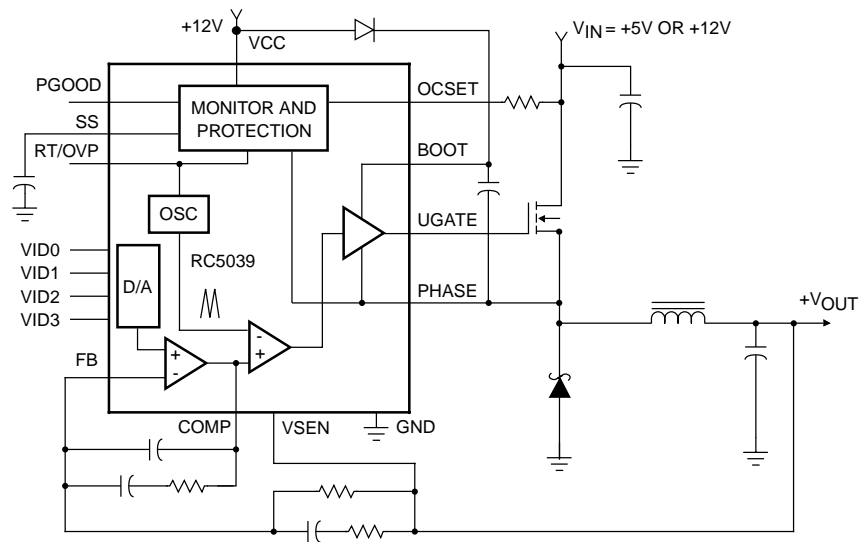 +12V
VCC
VIN = +5V OR +12V
PGOOD
MONITOR AND
PROTECTION
OCSET
SS
RT/OVP
BOOT
OSC
UGATE
VID0
VID1
VID2
VID3
D/A
RC5039
PHASE
+VOUT
FB
+
-
-
+
COMP
VSEN
GND